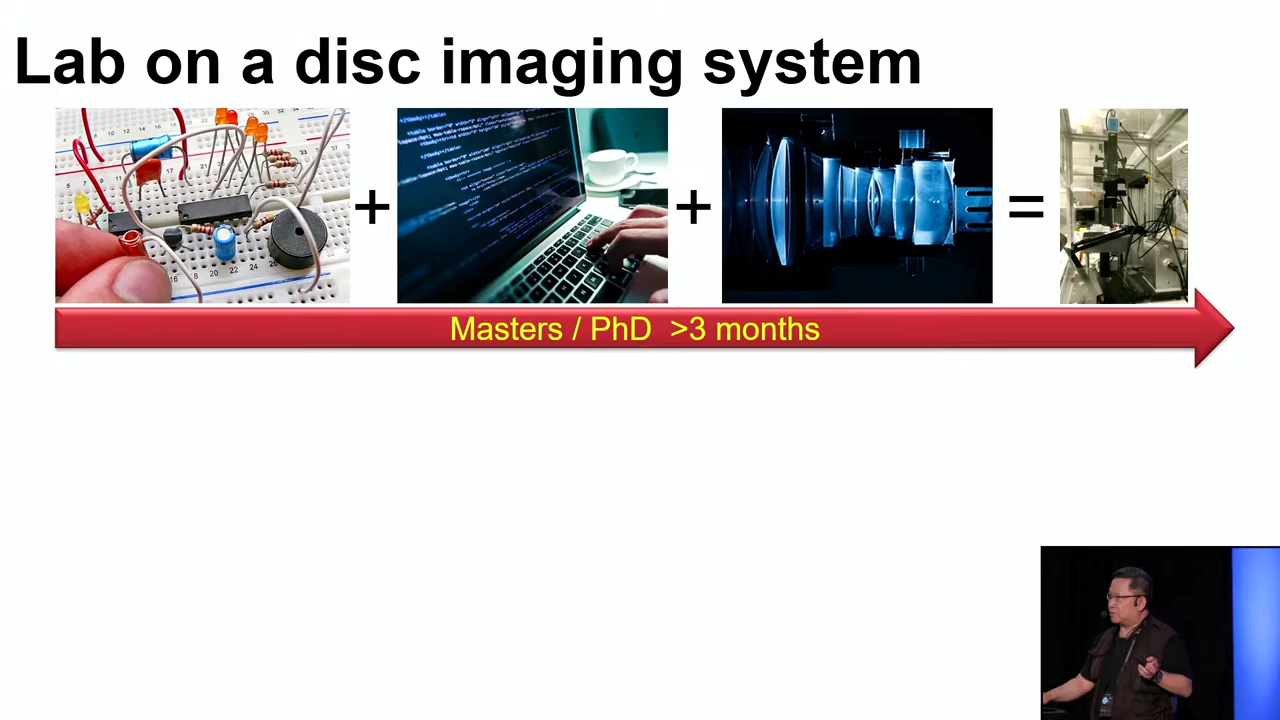 Lab on a disc imaging system
+ + =
Masters / PhD >3 months